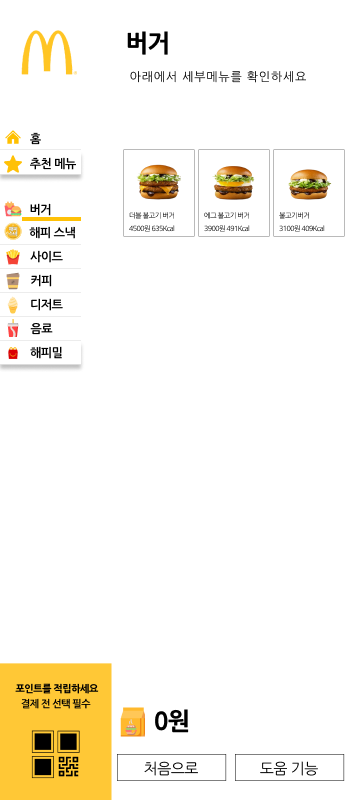 버거
아래에서 세부메뉴를 확인하세요
홈
추천 메뉴
버거
해피 스낵
사이드
커피
디저트
음료
해피밀
더블 불고기 버거
4500원 635Kcal
에그 불고기 버거
3900원 491Kcal
불고기 버거
3100원 409Kcal
포인트를 적립하세요
결제 전 선택 필수
0원
처음으로
도움 기능